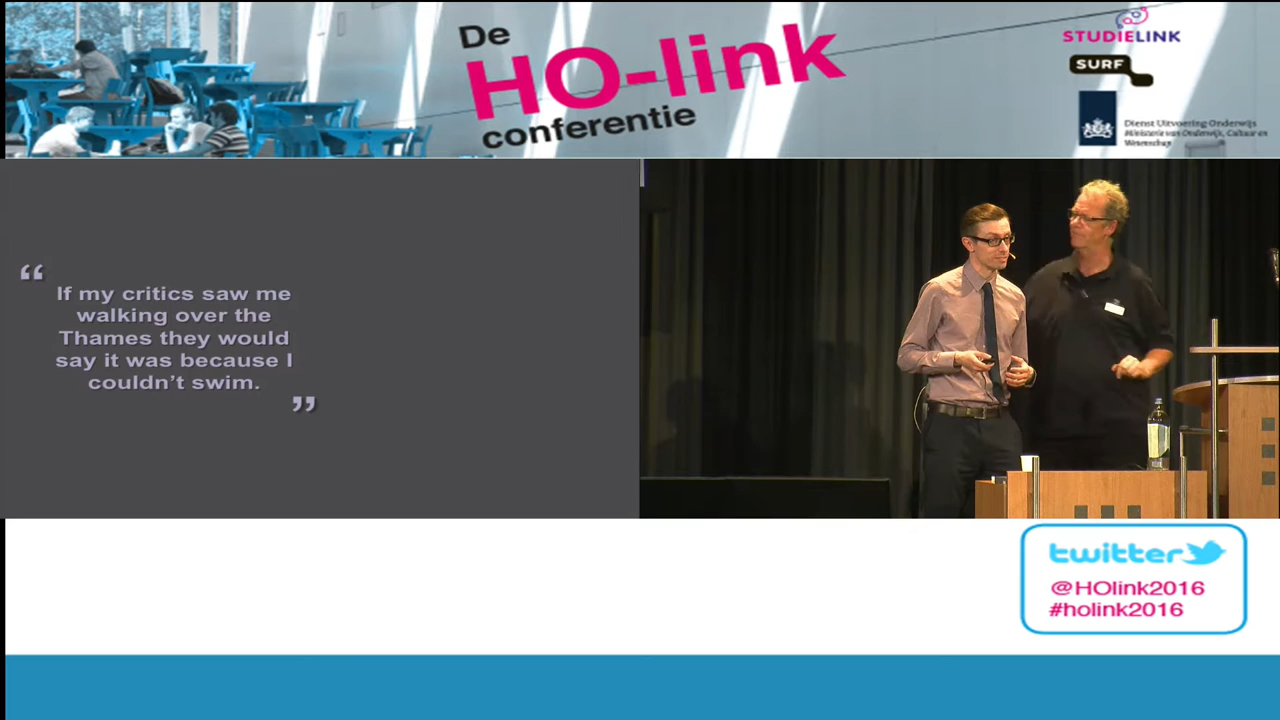 De
HO-link
conferentie
STUDIELINK
SURF
Dienst Uitvoering Onderwijs
Ministerie van Onderwijs, Cultuur en
Wetenschap
“
If my critics saw me
walking over the
Thames they would
say it was because I
couldn’t swim.
”
twitter
@HOlink2016
#holink2016